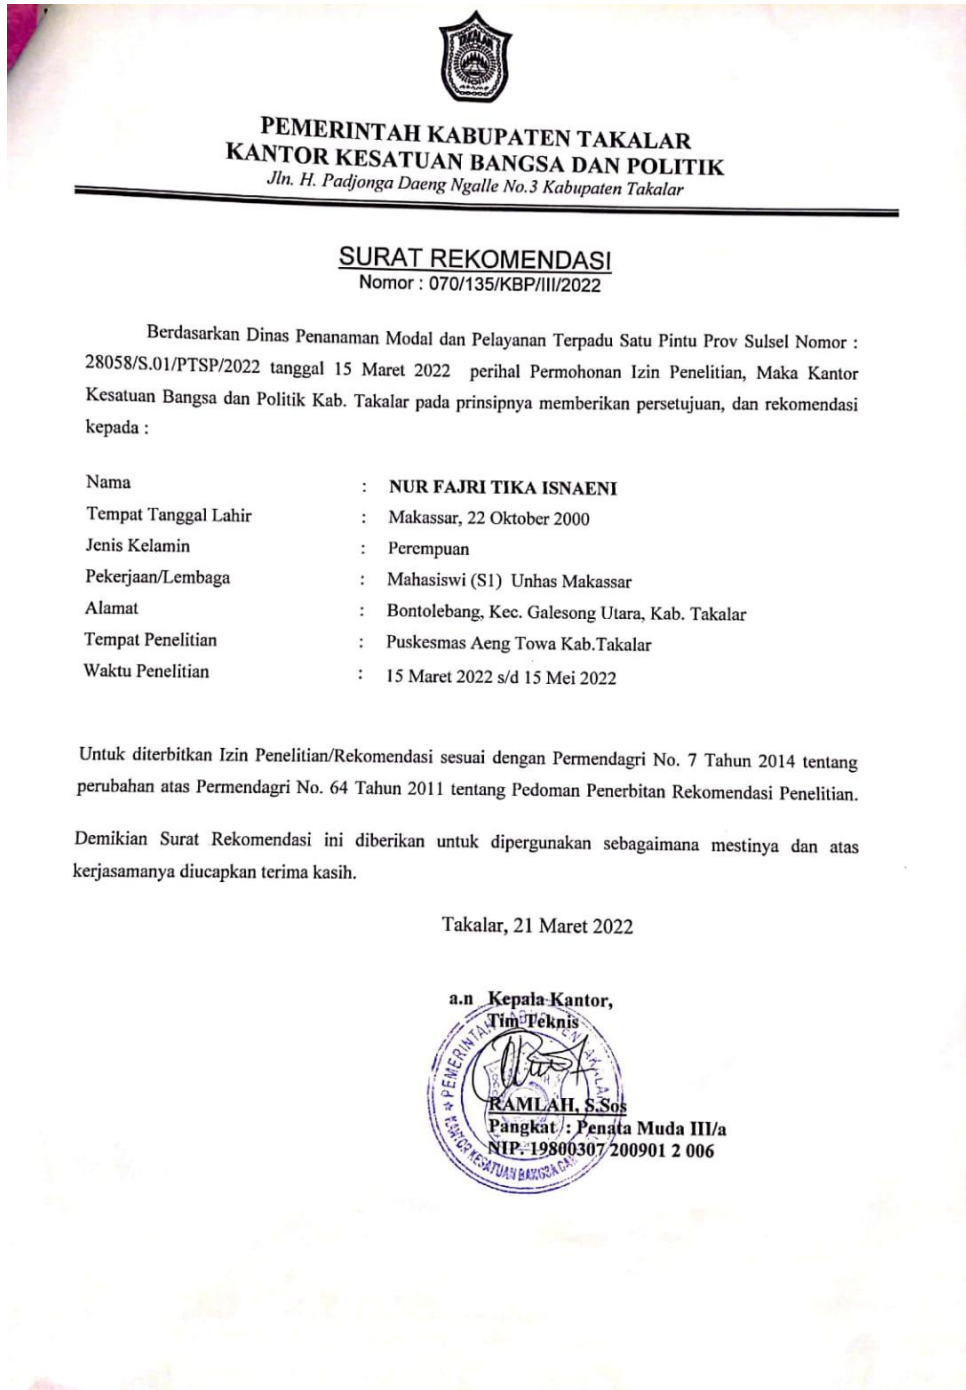 TAKALAR
PEMERINTAH KABUPATEN TAKALAR
KANTOR KESATUAN BANGSA DAN POLITIK
Jln. H. Padjonga Daeng Ngalle No.3 Kabupaten Takalar
SURAT REKOMENDASI
Nomor : 070/135/KBP/III/2022
Berdasarkan Dinas Penanaman Modal dan Pelayanan Terpadu Satu Pintu Prov Sulsel Nomor :
28058/S.01/PTSP/2022 tanggal 15 Maret 2022 perihal Permohonan Izin Penelitian, Maka Kantor
Kesatuan Bangsa dan Politik Kab. Takalar pada prinsipnya memberikan persetujuan, dan rekomendasi
kepada :
Nama : NUR FAJRI TIKA ISNAENI
Tempat Tanggal Lahir : Makassar, 22 Oktober 2000
Jenis Kelamin : Perempuan
Pekerjaan/Lembaga : Mahasiswi (S1) Unhas Makassar
Alamat : Bontolebang, Kec. Galesong Utara, Kab. Takalar
Tempat Penelitian : Puskesmas Aeng Towa Kab.Takalar
Waktu Penelitian : 15 Maret 2022 s/d 15 Mei 2022
Untuk diterbitkan Izin Penelitian/Rekomendasi sesuai dengan Permendagri No. 7 Tahun 2014 tentang
perubahan atas Permendagri No. 64 Tahun 2011 tentang Pedoman Penerbitan Rekomendasi Penelitian.
Demikian Surat Rekomendasi ini diberikan untuk dipergunakan sebagaimana mestinya dan atas
kerjasamanya diucapkan terima kasih.
Takalar, 21 Maret 2022
a.n Kepala Kantor,
Tim Teknis
PEMERINTAH KABUPATEN TAKALAR
KANTOR KESATUAN BANGSA DAN
RAMLAH, S.Sos
Pangkat : Penata Muda III/a
NIP. 19800307 200901 2 006